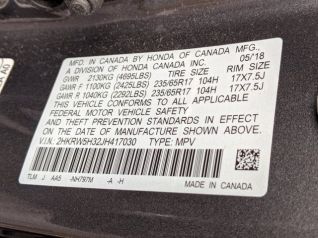 MFD. IN CANADA BY HONDA OF CANADA MFG.,
A DIVISION OF HONDA CANADA INC. 05/18
GVWR 2130KG (4695LBS) TIRE SIZE RIM SIZE
GAWR F 1100KG (2425LBS) 235/65R17 104H 17X7.5J
GAWR R 1040KG (2292LBS) 235/65R17 104H 17X7.5J
THIS VEHICLE CONFORMS TO ALL APPLICABLE
FEDERAL MOTOR VEHICLE SAFETY AND
THEFT PREVENTION STANDARDS IN EFFECT ON
THE DATE OF MANUFACTURE SHOWN ABOVE.
V.I.N. 2HKRW5H32JH417030 TYPE: MPV
TLM J AA5 -NH797M -A -H
MADE IN CANADA